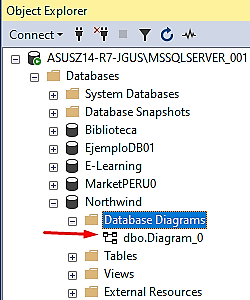 Object Explorer
Connect
ASUSZ14-R7-JGUS\MSSQLSERVER_001
Databases
System Databases
Database Snapshots
Biblioteca
EjemploDB01
E-Learning
MarketPERU0
Northwind
Database Diagrams
dbo.Diagram_0
Tables
Views
External Resources